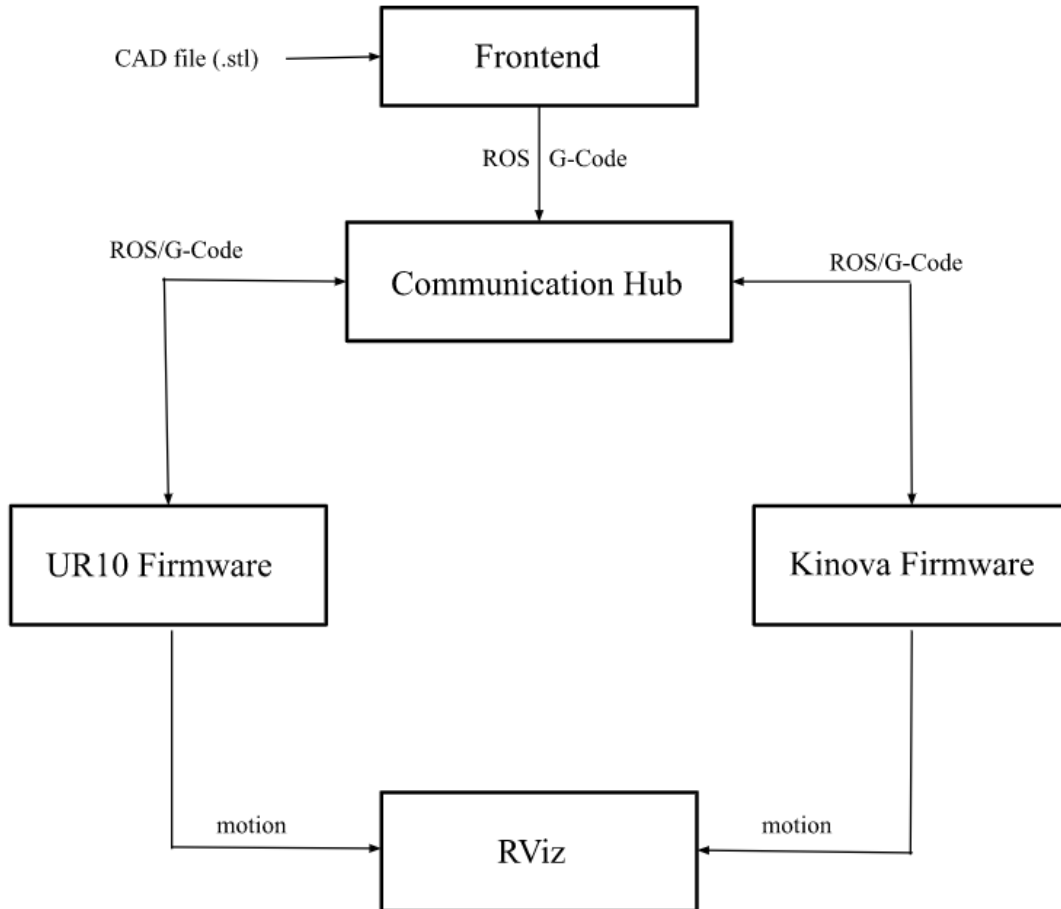 Frontend
CAD file (.stl)
ROS G-Code
ROS/G-Code
ROS/G-Code
Communication Hub
UR10 Firmware
Kinova Firmware
motion
motion
RViz